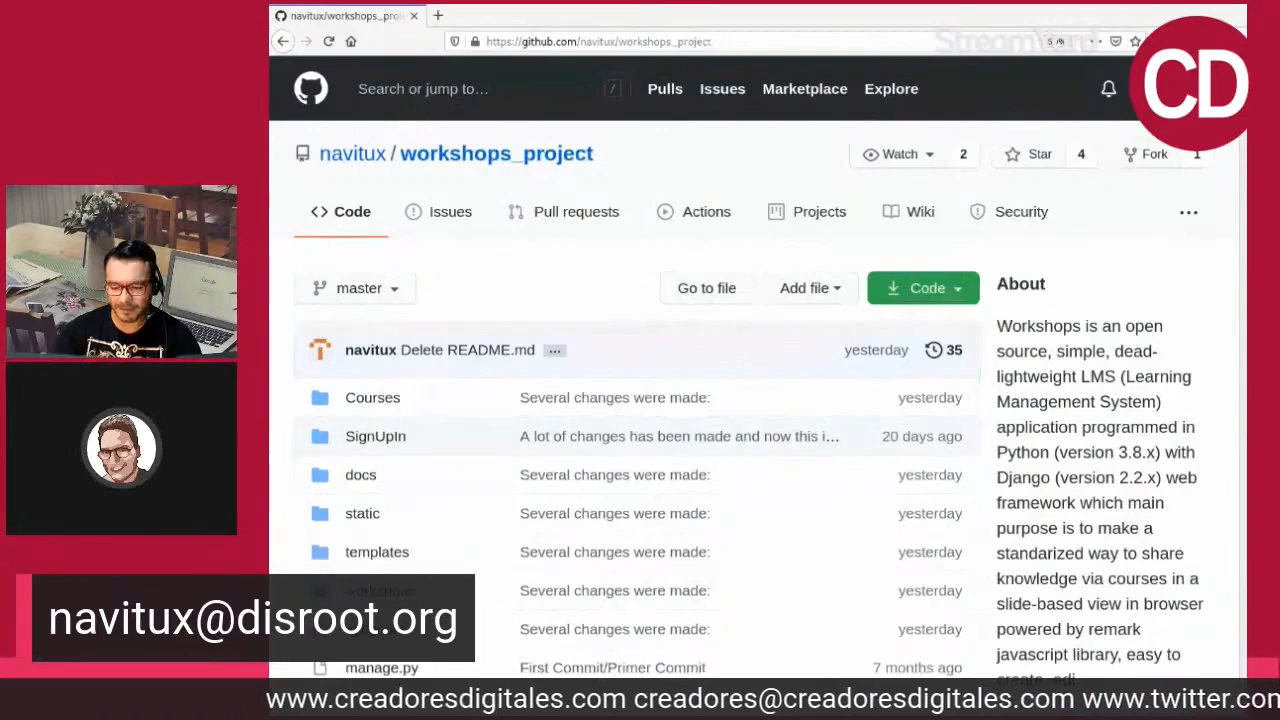 navitux/workshops_proj
StreamYard
https://github.com/navitux/workshops_project
CD
Search or jump to…
/
Pulls
Issues
Marketplace
Explore
navitux / workshops_project
Watch
2
Star
4
Fork
1
Code
Issues
Pull requests
Actions
Projects
Wiki
Security
master
Go to file
Add file
Code
navitux Delete README.md
yesterday
35
Courses
Several changes were made:
yesterday
SignUpIn
A lot of changes has been made and now this i…
20 days ago
docs
Several changes were made:
yesterday
static
Several changes were made:
yesterday
templates
Several changes were made:
yesterday
Several changes were made:
yesterday
Several changes were made:
yesterday
manage.py
First Commit/Primer Commit
7 months ago
About
Workshops is an open
source, simple, dead-
lightweight LMS (Learning
Management System)
application programmed in
Python (version 3.8.x) with
Django (version 2.2.x) web
framework which main
purpose is to make a
standarized way to share
knowledge via courses in a
slide-based view in browser
powered by remark
javascript library, easy to
Google
navitux@disroot.org
www.creadoresdigitales.com creadores@creadoresdigitales.com www.twitter.con